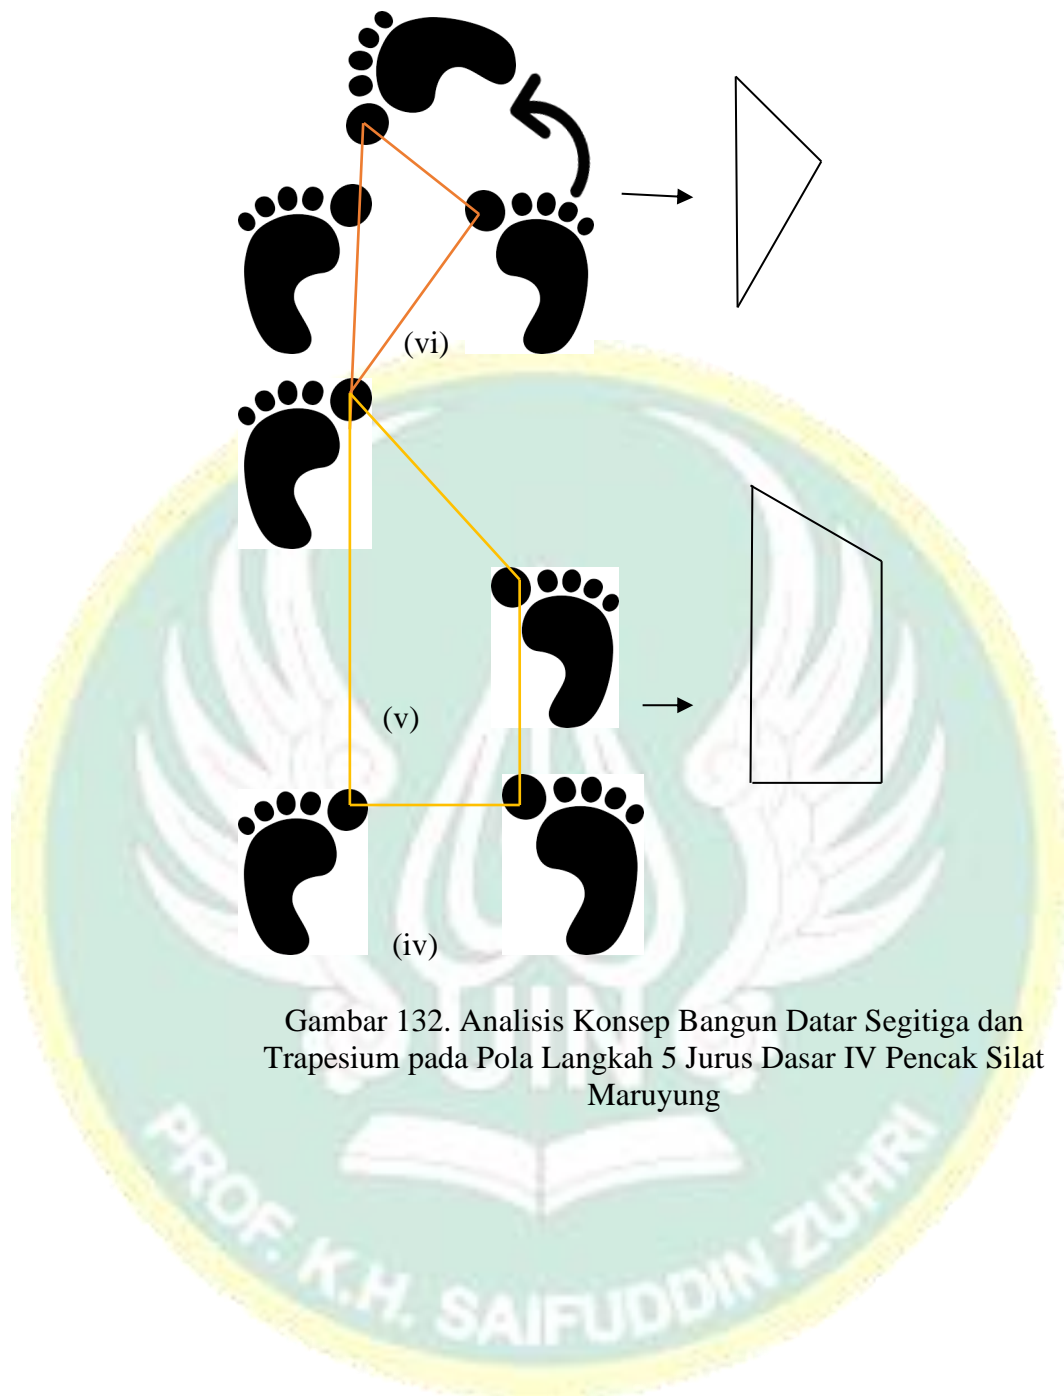 (vi)
(v)
(iv)
Gambar 132. Analisis Konsep Bangun Datar Segitiga dan
Trapesium pada Pola Langkah 5 Jurus Dasar IV Pencak Silat
Maruyung
UIN
PROF. K.H. SAIFUDDIN ZUHRI